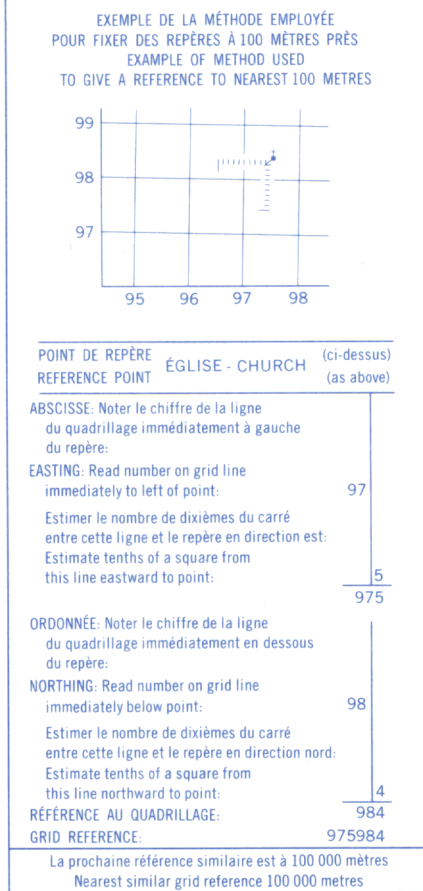 EXEMPLE DE LA MÉTHODE EMPLOYÉE
POUR FIXER DES REPÈRES À 100 MÈTRES PRÈS
EXAMPLE OF METHOD USED
TO GIVE A REFERENCE TO NEAREST 100 METRES
99
98
97
95 96 97 98
POINT DE REPÈRE
REFERENCE POINT
ÉGLISE - CHURCH
(ci-dessus)
(as above)
ABSCISSE: Noter le chiffre de la ligne
du quadrillage immédiatement à gauche
du repère:
EASTING: Read number on grid line
immediately to left of point: 97
Estimer le nombre de dixièmes du carré
entre cette ligne et le repère en direction est:
Estimate tenths of a square from
this line eastward to point: 5
975
ORDONNÉE: Noter le chiffre de la ligne
du quadrillage immédiatement en dessous
du repère:
NORTHING: Read number on grid line
immediately below point: 98
Estimer le nombre de dixièmes du carré
entre cette ligne et le repère en direction nord:
Estimate tenths of a square from
this line northward to point: 4
RÉFÉRENCE AU QUADRILLAGE: 984
GRID REFERENCE: 975984
La prochaine référence similaire est à 100 000 mètres
Nearest similar grid reference 100 000 metres